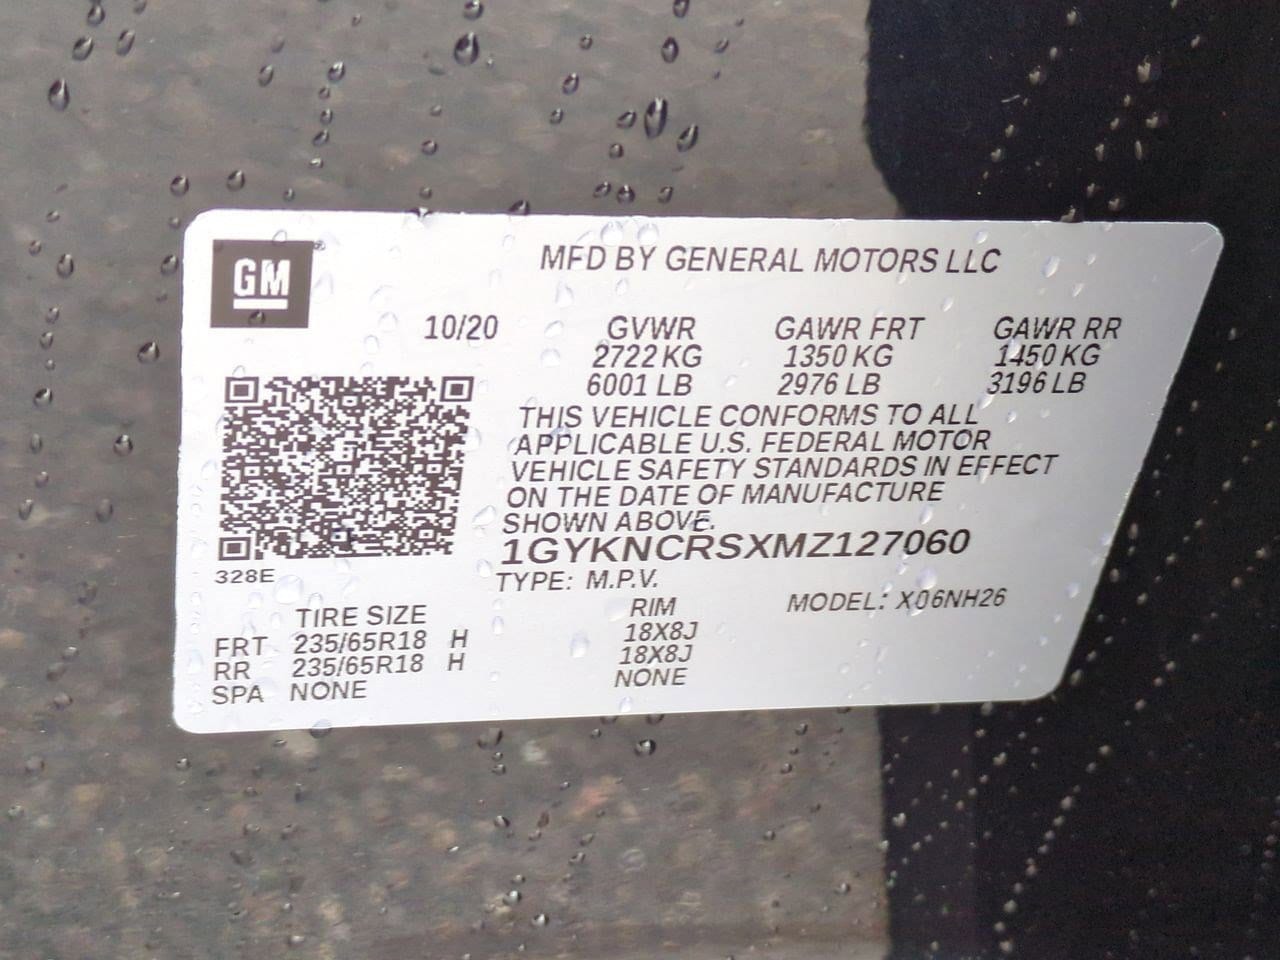 GM
MFD BY GENERAL MOTORS LLC
10/20 GVWR GAWR FRT GAWR RR
2722 KG 1350 KG 1450 KG
6001 LB 2976 LB 3196 LB
THIS VEHICLE CONFORMS TO ALL
APPLICABLE U.S. FEDERAL MOTOR
VEHICLE SAFETY STANDARDS IN EFFECT
ON THE DATE OF MANUFACTURE
SHOWN ABOVE.
1GYKNCRSXMZ127060
328E
TYPE: M.P.V. MODEL: X06NH26
TIRE SIZE RIM
FRT 235/65R18 H 18X8J
RR 235/65R18 H 18X8J
SPA NONE NONE